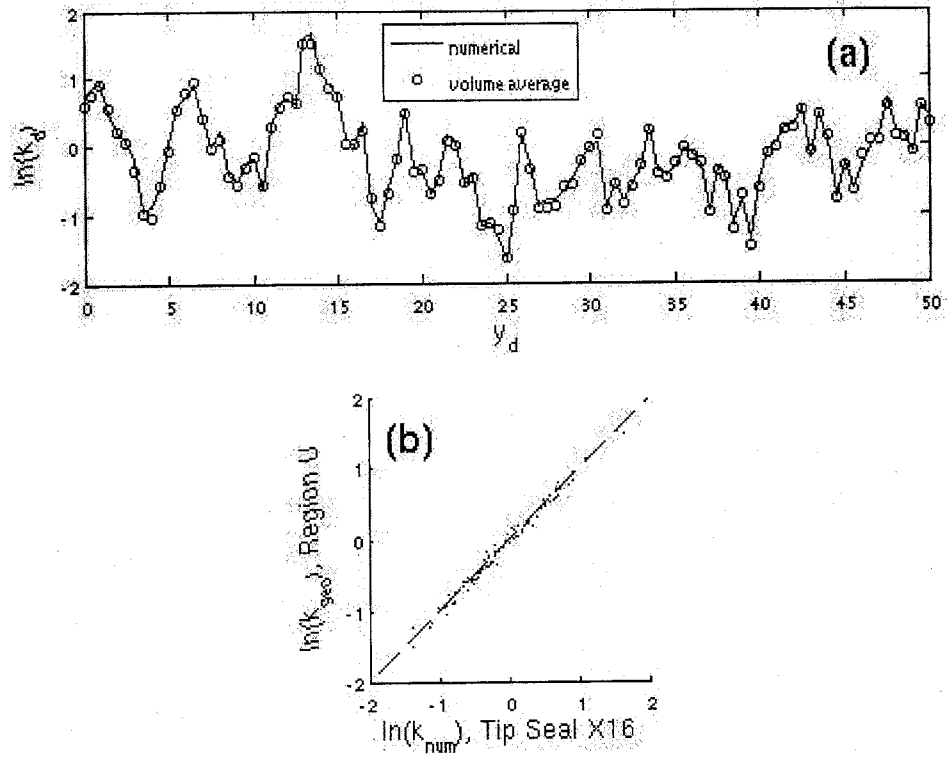 2
1
0
-1
-2
ln(k_d)
numerical
volume average
(a)
0 5 10 15 20 25 30 35 40 45 50
y_d
2
1
0
-1
-2
ln(k_geo), Region U
(b)
-2 -1 0 1 2
ln(k_num), Tip Seal X16